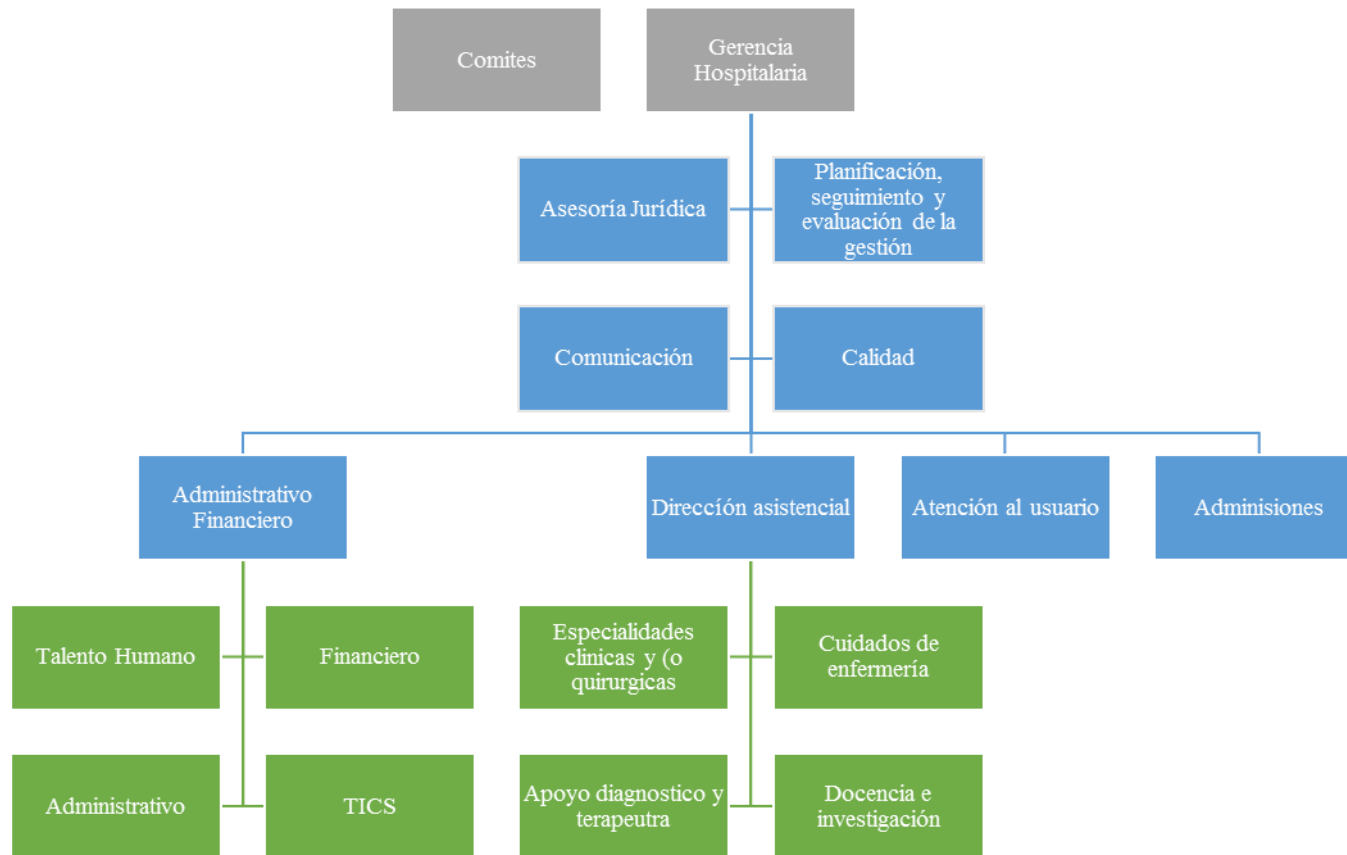 Comites
Gerencia
Hospitalaria
Asesoría Jurídica
Planificación,
seguimiento y
evaluación de la
gestión
Comunicación
Calidad
Administrativo
Financiero
Direccíón asistencial
Atención al usuario
Adminisiones
Talento Humano
Financiero
Especialidades
clinicas y (o
quirurgicas
Cuidados de
enfermería
Administrativo
TICS
Apoyo diagnostico y
terapeutra
Docencia e
investigación